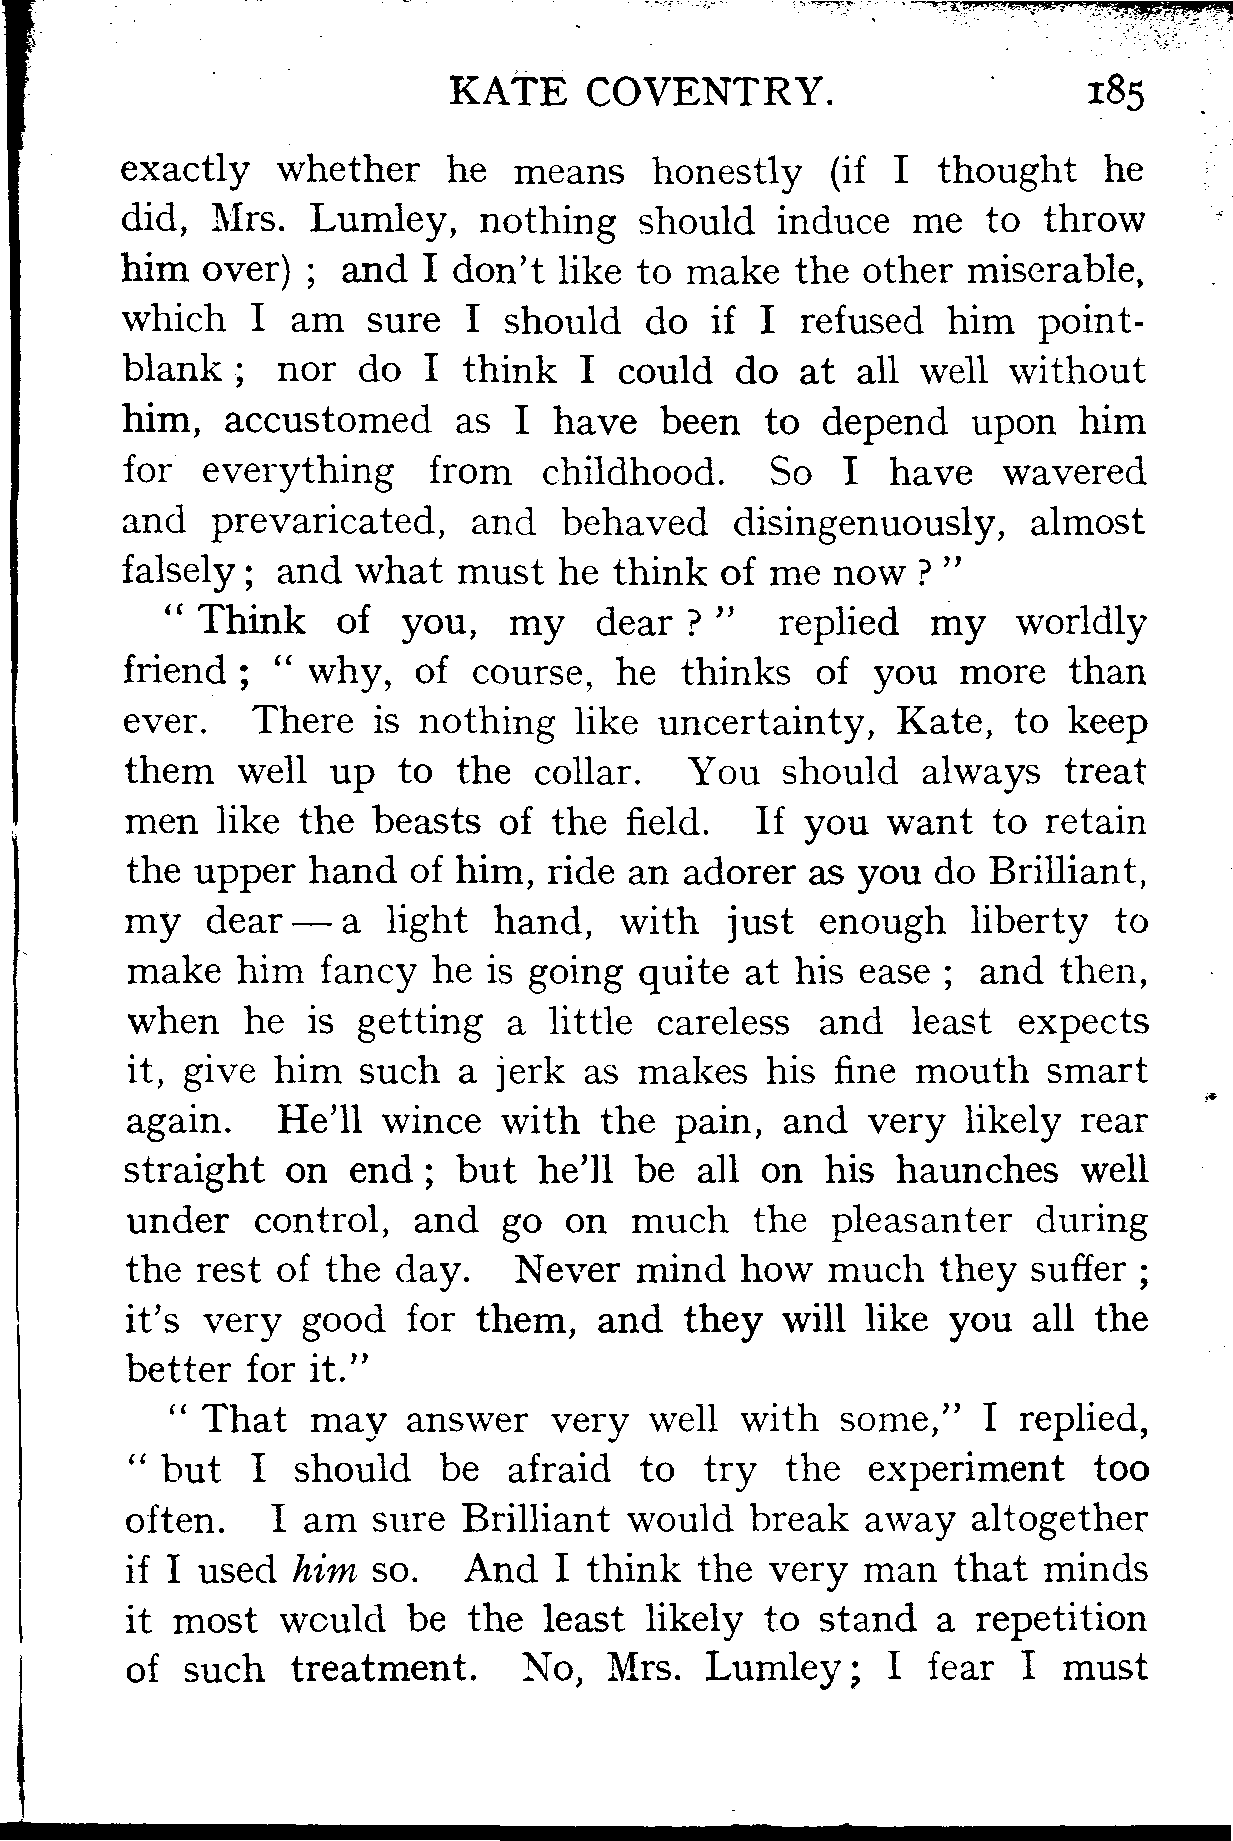 KATE COVENTRY. 185
exactly whether he means honestly (if I thought he
did, Mrs. Lumley, nothing should induce me to throw
him over) ; and I don't like to make the other miserable,
which I am sure I should do if I refused him point-
blank ; nor do I think I could do at all well without
him, accustomed as I have been to depend upon him
for everything from childhood. So I have wavered
and prevaricated, and behaved disingenuously, almost
falsely ; and what must he think of me now ? "
" Think of you, my dear ? " replied my worldly
friend ; " why, of course, he thinks of you more than
ever. There is nothing like uncertainty, Kate, to keep
them well up to the collar. You should always treat
men like the beasts of the field. If you want to retain
the upper hand of him, ride an adorer as you do Brilliant,
my dear — a light hand, with just enough liberty to
make him fancy he is going quite at his ease ; and then,
when he is getting a little careless and least expects
it, give him such a jerk as makes his fine mouth smart
again. He'll wince with the pain, and very likely rear
straight on end ; but he'll be all on his haunches well
under control, and go on much the pleasanter during
the rest of the day. Never mind how much they suffer ;
it's very good for them, and they will like you all the
better for it."
" That may answer very well with some," I replied,
" but I should be afraid to try the experiment too
often. I am sure Brilliant would break away altogether
if I used him so. And I think the very man that minds
it most would be the least likely to stand a repetition
of such treatment. No, Mrs. Lumley ; I fear I must